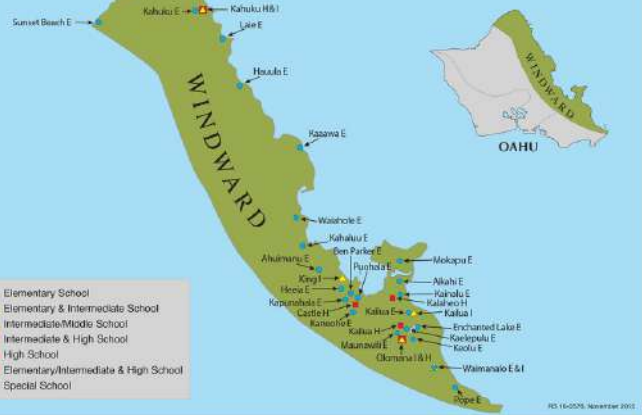 Kahuku E
Kahuku H & I
Sunset Beach E
Laie E
Hauula E
WINDWARD
Kaaawa E
WINDWARD
OAHU
Waiahole E
Kahaluu E
Ben Parker E
Ahuimanu E
Puohala E
Mokapu E
King I
Aikahi E
Heeia E
Kainalu E
Kapunahala E
Kalaheo H
Castle H
Kailua E
Kailua I
Kaneohe E
Kailua H
Enchanted Lake E
Kaelepulu E
Maunawili E
Keolu E
Olomana I & H
Waimanalo E & I
Pope E
Elementary School
Elementary & Intermediate School
Intermediate/Middle School
Intermediate & High School
High School
Elementary/Intermediate & High School
Special School